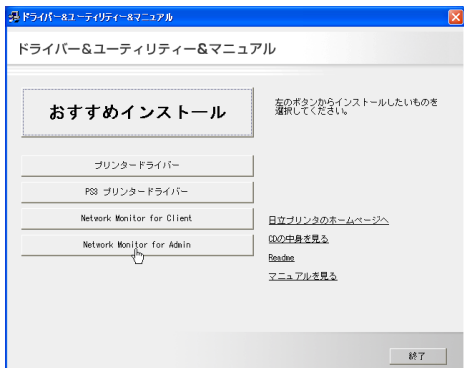 ドライバー&ユーティリティー&マニュアル
ドライバー&ユーティリティー&マニュアル
おすすめインストール
左のボタンからインストールしたいものを
選択してください。
プリンタードライバー
PS3 プリンタードライバー
Network Monitor for Client
Network Monitor for Admin
日立プリンタのホームページへ
CDの中身を見る
Readme
マニュアルを見る
終了